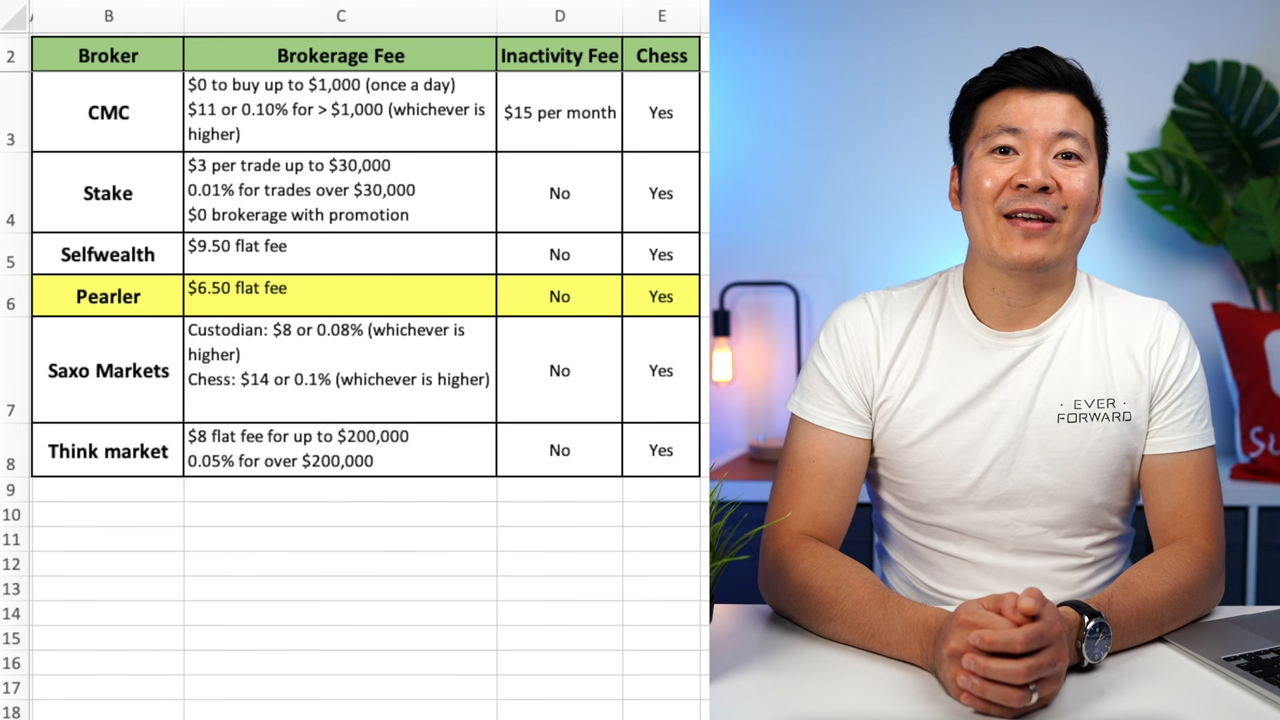 B C D E
2 Broker Brokerage Fee Inactivity Fee Chess
$0 to buy up to $1,000 (once a day)
$11 or 0.10% for > $1,000 (whichever is
higher)
3 CMC $15 per month Yes
$3 per trade up to $30,000
0.01% for trades over $30,000
$0 brokerage with promotion
4 Stake No Yes
$9.50 flat fee
5 Selfwealth No Yes
$6.50 flat fee
6 Pearler No Yes
Custodian: $8 or 0.08% (whichever is
higher)
Chess: $14 or 0.1% (whichever is higher)
7 Saxo Markets No Yes
$8 flat fee for up to $200,000
0.05% for over $200,000
8 Think market No Yes
9
10
11
12
13
14
15
16
17
18
· EVER ·
FORWARD